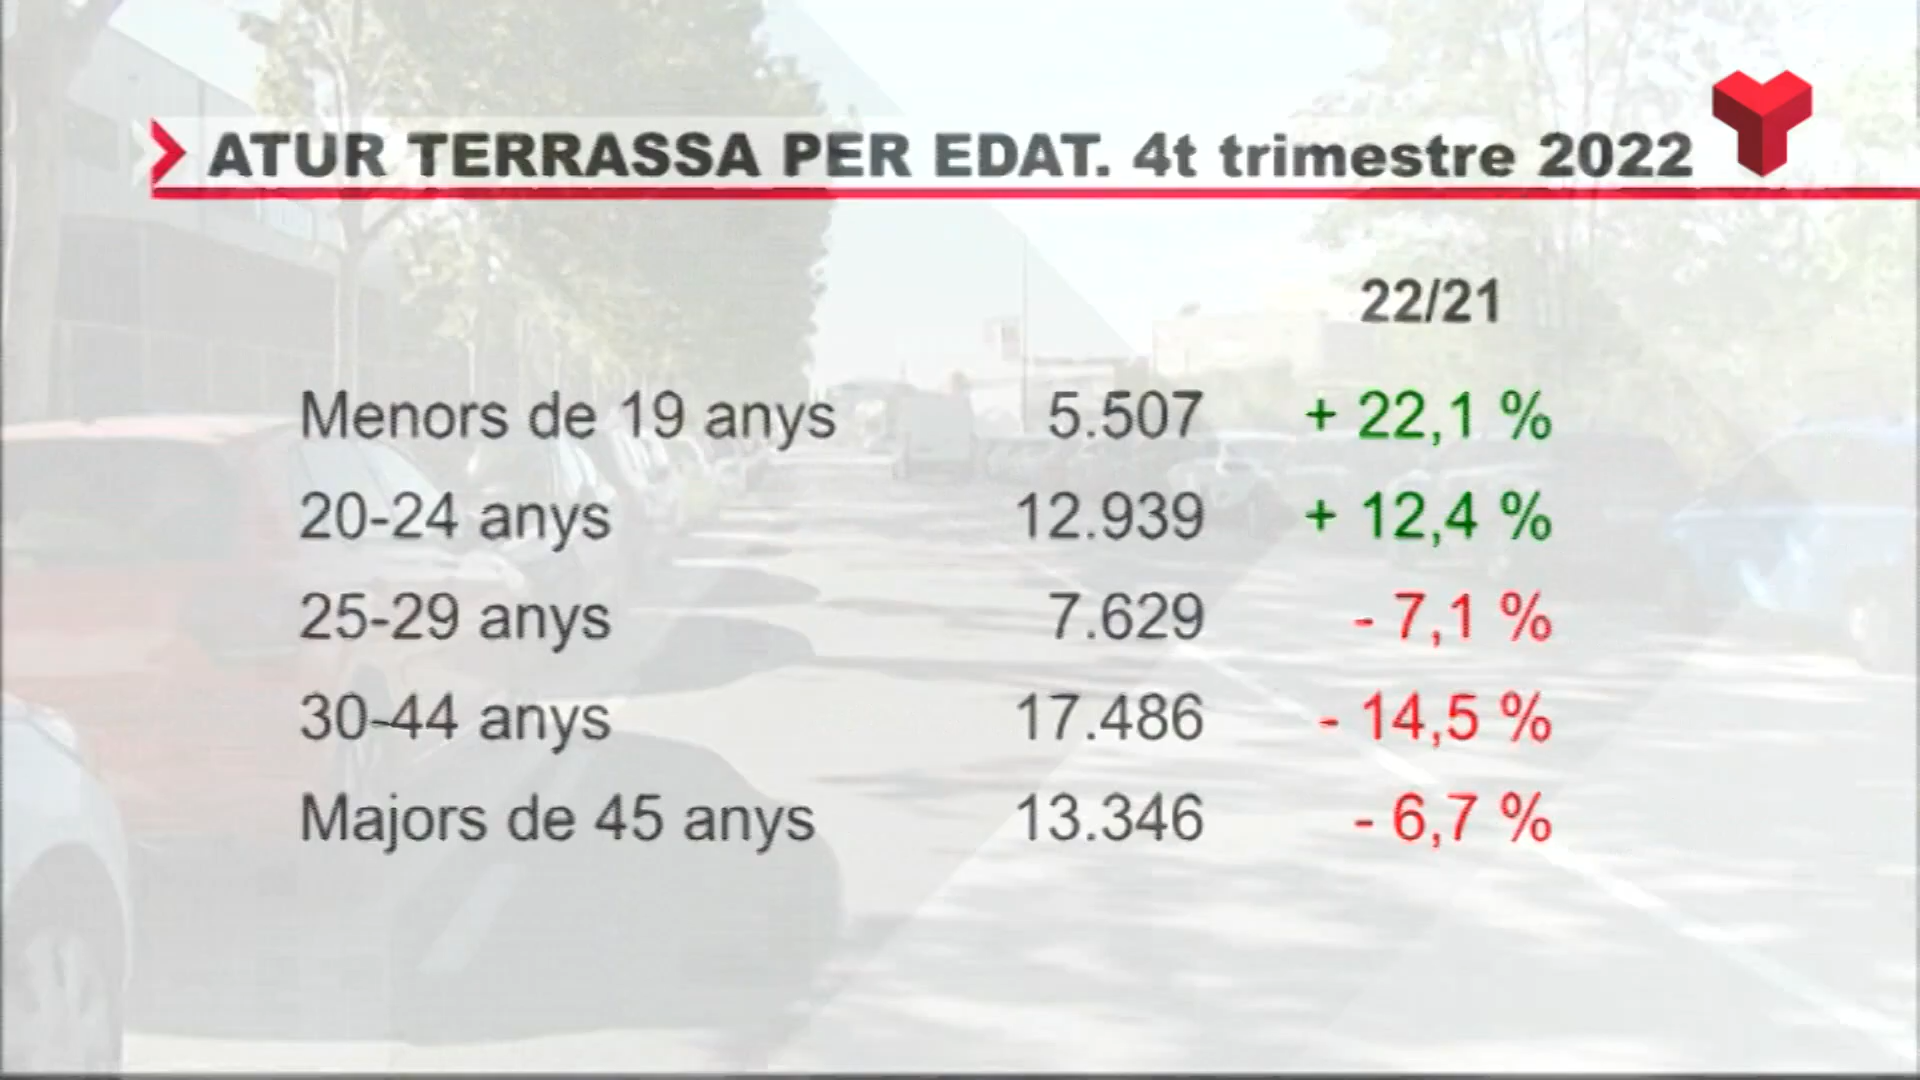 ATUR TERRASSA PER EDAT. 4t trimestre 2022
22/21
Menors de 19 anys 5.507 + 22,1 %
20-24 anys 12.939 + 12,4 %
25-29 anys 7.629 - 7,1 %
30-44 anys 17.486 - 14,5 %
Majors de 45 anys 13.346 - 6,7 %